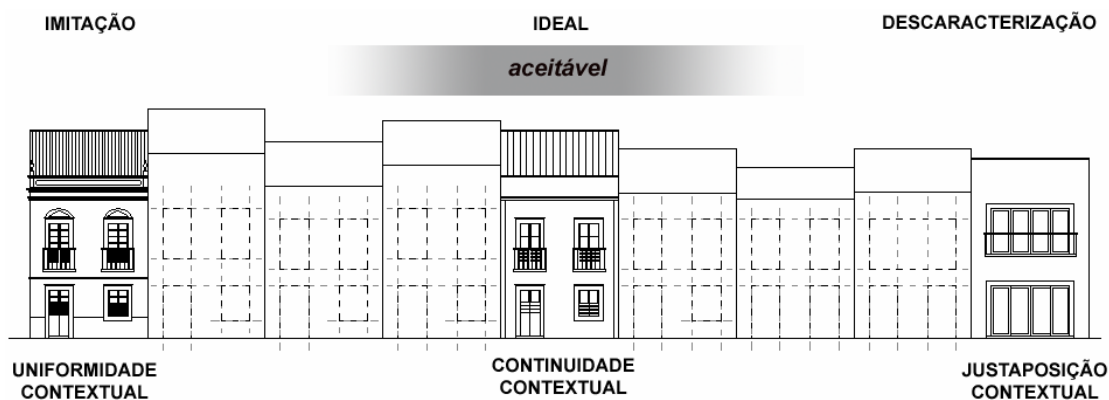 IMITAÇÃO
IDEAL
DESCARACTERIZAÇÃO
aceitável
UNIFORMIDADE
CONTEXTUAL
CONTINUIDADE
CONTEXTUAL
JUSTAPOSIÇÃO
CONTEXTUAL